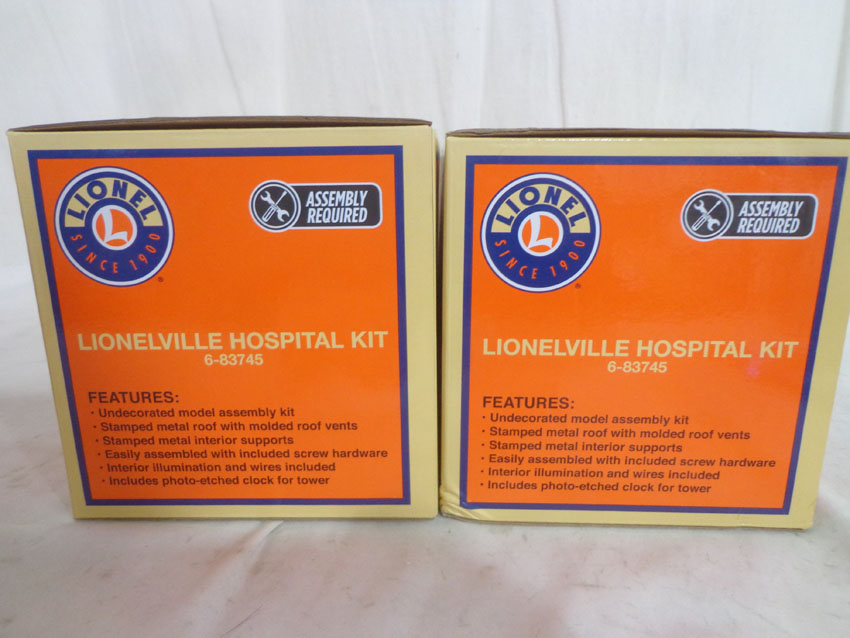 LIONEL
SINCE 1900
®
ASSEMBLY
REQUIRED
LIONELVILLE HOSPITAL KIT
6-83745
FEATURES:
· Undecorated model assembly kit
· Stamped metal roof with molded roof vents
· Stamped metal interior supports
· Easily assembled with included screw hardware
· Interior illumination and wires included
· Includes photo-etched clock for tower
LIONEL
SINCE 1900
®
ASSEMBLY
REQUIRED
LIONELVILLE HOSPITAL KIT
6-83745
FEATURES:
· Undecorated model assembly kit
· Stamped metal roof with molded roof vents
· Stamped metal interior supports
· Easily assembled with included screw hardware
· Interior illumination and wires included
· Includes photo-etched clock for tower